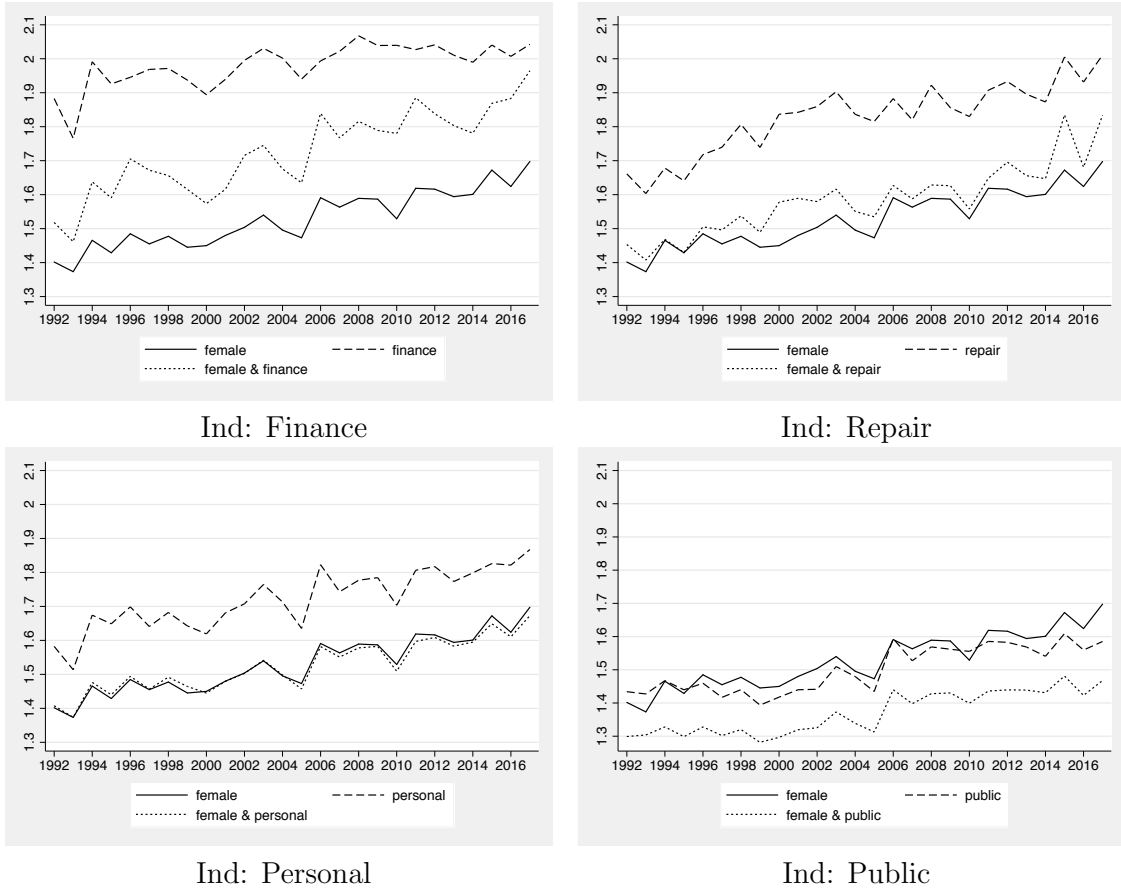 2.1
2
1.9
1.8
1.7
1.6
1.5
1.4
1.3
1992 1994 1996 1998 2000 2002 2004 2006 2008 2010 2012 2014 2016
female finance
female & finance
Ind: Finance
2.1
2
1.9
1.8
1.7
1.6
1.5
1.4
1.3
1992 1994 1996 1998 2000 2002 2004 2006 2008 2010 2012 2014 2016
female repair
female & repair
Ind: Repair
2.1
2
1.9
1.8
1.7
1.6
1.5
1.4
1.3
1992 1994 1996 1998 2000 2002 2004 2006 2008 2010 2012 2014 2016
female personal
female & personal
Ind: Personal
2.1
2
1.9
1.8
1.7
1.6
1.5
1.4
1.3
1992 1994 1996 1998 2000 2002 2004 2006 2008 2010 2012 2014 2016
female public
female & public
Ind: Public